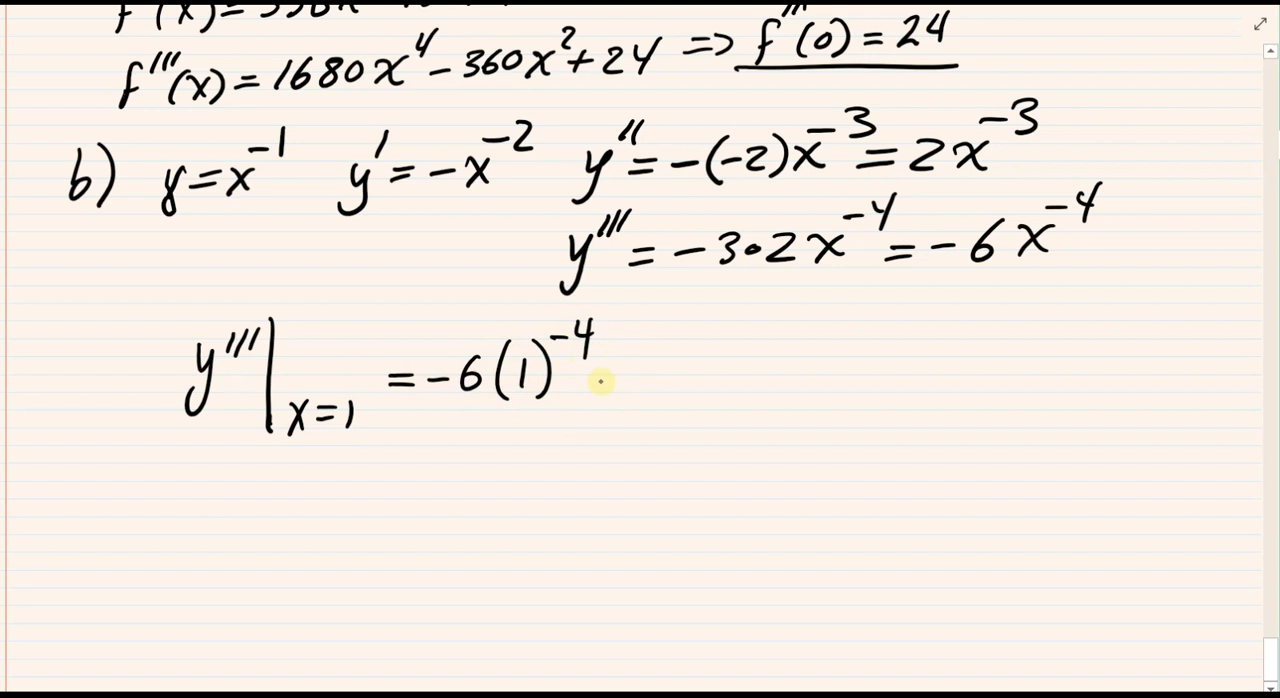 f'''(x) = 1680x⁴ - 360x² + 24 => f'''(0) = 24
b) y = x⁻¹ y' = -x⁻² y'' = -(-2)x⁻³ = 2x⁻³
y''' = -3·2x⁻⁴ = -6x⁻⁴
y'''|x=1 = -6(1)⁻⁴